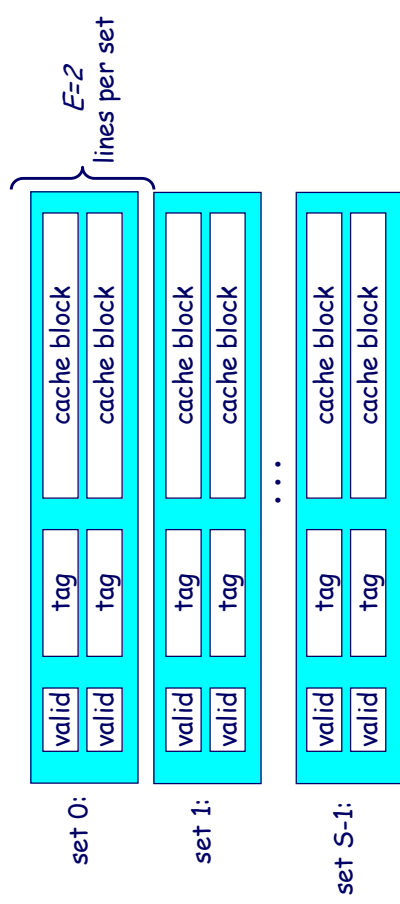 E=2
lines per set
set 0:
valid tag cache block
valid tag cache block
set 1:
valid tag cache block
valid tag cache block
...
set S-1:
valid tag cache block
valid tag cache block